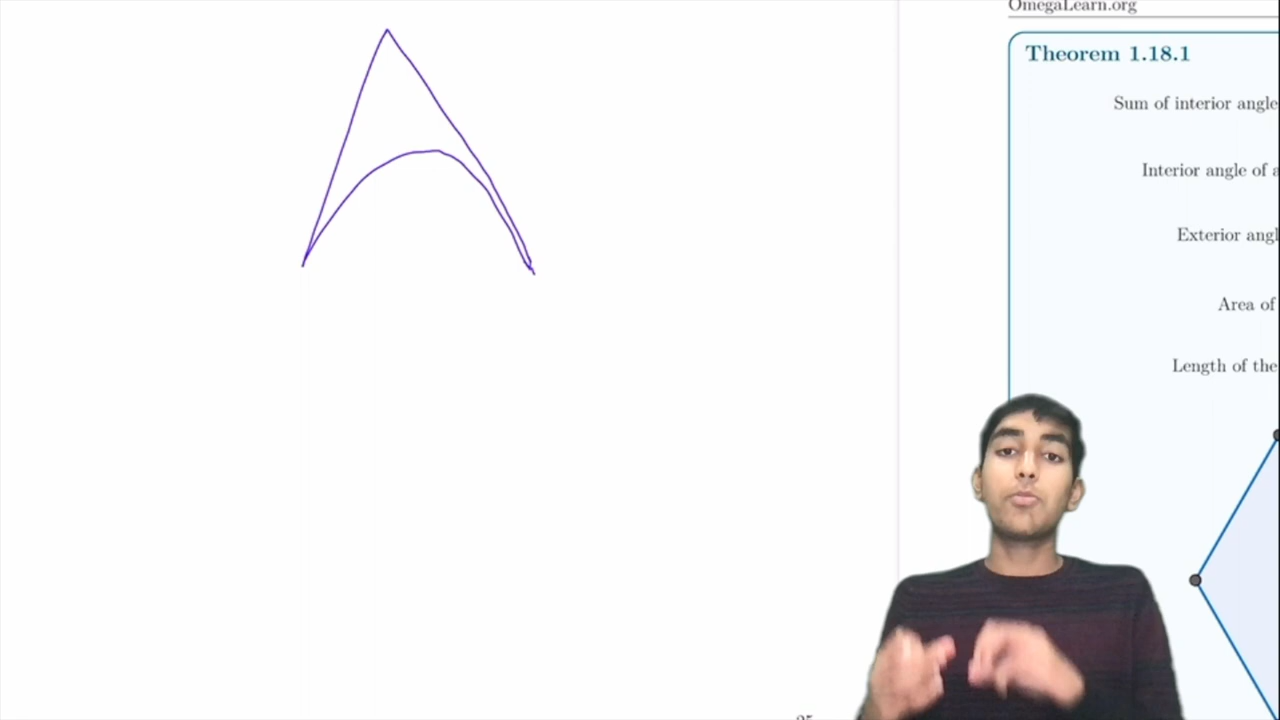 OmegaLearn.org
Theorem 1.18.1
Sum of interior angle
Interior angle of a
Exterior angl
Area of
Length of the